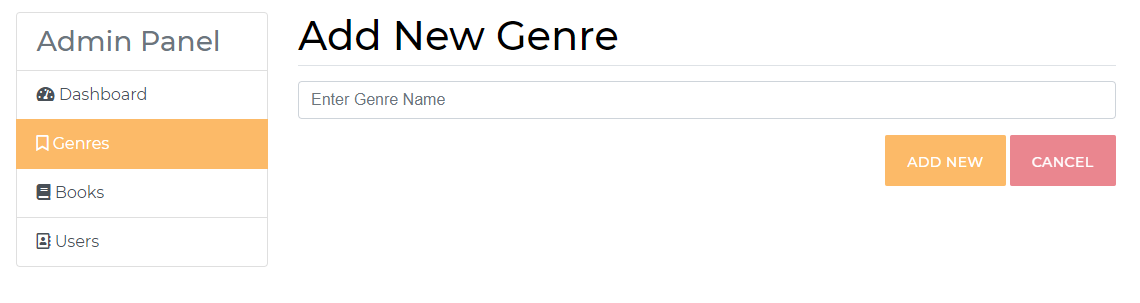 Admin Panel
Dashboard
Genres
Books
Users
Add New Genre
Enter Genre Name
ADD NEW
CANCEL